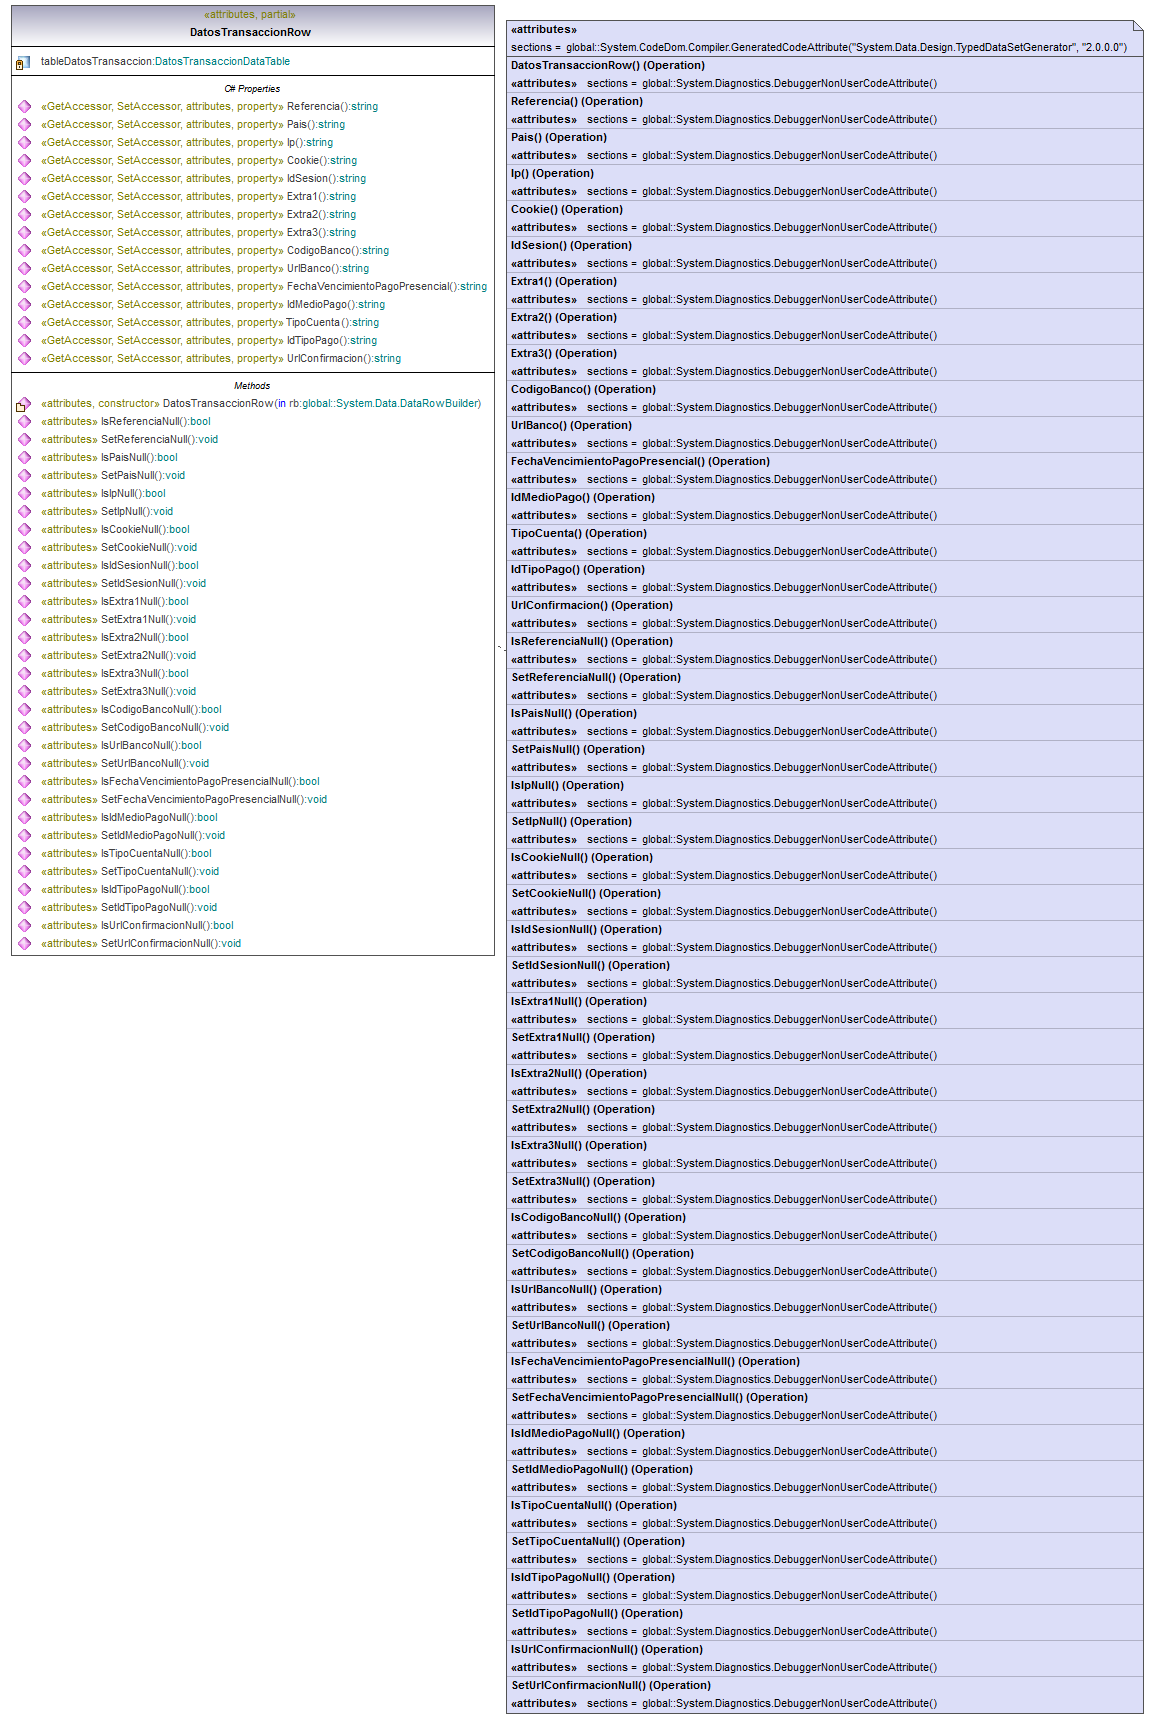 «attributes, partial»
DatosTransaccionRow
tableDatosTransaccion:DatosTransaccionDataTable
C# Properties
«GetAccessor, SetAccessor, attributes, property» Referencia():string
«GetAccessor, SetAccessor, attributes, property» Pais():string
«GetAccessor, SetAccessor, attributes, property» Ip():string
«GetAccessor, SetAccessor, attributes, property» Cookie():string
«GetAccessor, SetAccessor, attributes, property» IdSesion():string
«GetAccessor, SetAccessor, attributes, property» Extra1():string
«GetAccessor, SetAccessor, attributes, property» Extra2():string
«GetAccessor, SetAccessor, attributes, property» Extra3():string
«GetAccessor, SetAccessor, attributes, property» CodigoBanco():string
«GetAccessor, SetAccessor, attributes, property» UrlBanco():string
«GetAccessor, SetAccessor, attributes, property» FechaVencimientoPagoPresencial():string
«GetAccessor, SetAccessor, attributes, property» IdMedioPago():string
«GetAccessor, SetAccessor, attributes, property» TipoCuenta():string
«GetAccessor, SetAccessor, attributes, property» IdTipoPago():string
«GetAccessor, SetAccessor, attributes, property» UrlConfirmacion():string
Methods
«attributes, constructor» DatosTransaccionRow(in rb:global::System.Data.DataRowBuilder)
«attributes» IsReferenciaNull():bool
«attributes» SetReferenciaNull():void
«attributes» IsPaisNull():bool
«attributes» SetPaisNull():void
«attributes» IsIpNull():bool
«attributes» SetIpNull():void
«attributes» IsCookieNull():bool
«attributes» SetCookieNull():void
«attributes» IsIdSesionNull():bool
«attributes» SetIdSesionNull():void
«attributes» IsExtra1Null():bool
«attributes» SetExtra1Null():void
«attributes» IsExtra2Null():bool
«attributes» SetExtra2Null():void
«attributes» IsExtra3Null():bool
«attributes» SetExtra3Null():void
«attributes» IsCodigoBancoNull():bool
«attributes» SetCodigoBancoNull():void
«attributes» IsUrlBancoNull():bool
«attributes» SetUrlBancoNull():void
«attributes» IsFechaVencimientoPagoPresencialNull():bool
«attributes» SetFechaVencimientoPagoPresencialNull():void
«attributes» IsIdMedioPagoNull():bool
«attributes» SetIdMedioPagoNull():void
«attributes» IsTipoCuentaNull():bool
«attributes» SetTipoCuentaNull():void
«attributes» IsIdTipoPagoNull():bool
«attributes» SetIdTipoPagoNull():void
«attributes» IsUrlConfirmacionNull():bool
«attributes» SetUrlConfirmacionNull():void
«attributes»
sections = global::System.CodeDom.Compiler.GeneratedCodeAttribute("System.Data.Design.TypedDataSetGenerator", "2.0.0.0")
DatosTransaccionRow() (Operation)
«attributes» sections = global::System.Diagnostics.DebuggerNonUserCodeAttribute()
Referencia() (Operation)
«attributes» sections = global::System.Diagnostics.DebuggerNonUserCodeAttribute()
Pais() (Operation)
«attributes» sections = global::System.Diagnostics.DebuggerNonUserCodeAttribute()
Ip() (Operation)
«attributes» sections = global::System.Diagnostics.DebuggerNonUserCodeAttribute()
Cookie() (Operation)
«attributes» sections = global::System.Diagnostics.DebuggerNonUserCodeAttribute()
IdSesion() (Operation)
«attributes» sections = global::System.Diagnostics.DebuggerNonUserCodeAttribute()
Extra1() (Operation)
«attributes» sections = global::System.Diagnostics.DebuggerNonUserCodeAttribute()
Extra2() (Operation)
«attributes» sections = global::System.Diagnostics.DebuggerNonUserCodeAttribute()
Extra3() (Operation)
«attributes» sections = global::System.Diagnostics.DebuggerNonUserCodeAttribute()
CodigoBanco() (Operation)
«attributes» sections = global::System.Diagnostics.DebuggerNonUserCodeAttribute()
UrlBanco() (Operation)
«attributes» sections = global::System.Diagnostics.DebuggerNonUserCodeAttribute()
FechaVencimientoPagoPresencial() (Operation)
«attributes» sections = global::System.Diagnostics.DebuggerNonUserCodeAttribute()
IdMedioPago() (Operation)
«attributes» sections = global::System.Diagnostics.DebuggerNonUserCodeAttribute()
TipoCuenta() (Operation)
«attributes» sections = global::System.Diagnostics.DebuggerNonUserCodeAttribute()
IdTipoPago() (Operation)
«attributes» sections = global::System.Diagnostics.DebuggerNonUserCodeAttribute()
UrlConfirmacion() (Operation)
«attributes» sections = global::System.Diagnostics.DebuggerNonUserCodeAttribute()
IsReferenciaNull() (Operation)
«attributes» sections = global::System.Diagnostics.DebuggerNonUserCodeAttribute()
SetReferenciaNull() (Operation)
«attributes» sections = global::System.Diagnostics.DebuggerNonUserCodeAttribute()
IsPaisNull() (Operation)
«attributes» sections = global::System.Diagnostics.DebuggerNonUserCodeAttribute()
SetPaisNull() (Operation)
«attributes» sections = global::System.Diagnostics.DebuggerNonUserCodeAttribute()
IsIpNull() (Operation)
«attributes» sections = global::System.Diagnostics.DebuggerNonUserCodeAttribute()
SetIpNull() (Operation)
«attributes» sections = global::System.Diagnostics.DebuggerNonUserCodeAttribute()
IsCookieNull() (Operation)
«attributes» sections = global::System.Diagnostics.DebuggerNonUserCodeAttribute()
SetCookieNull() (Operation)
«attributes» sections = global::System.Diagnostics.DebuggerNonUserCodeAttribute()
IsIdSesionNull() (Operation)
«attributes» sections = global::System.Diagnostics.DebuggerNonUserCodeAttribute()
SetIdSesionNull() (Operation)
«attributes» sections = global::System.Diagnostics.DebuggerNonUserCodeAttribute()
IsExtra1Null() (Operation)
«attributes» sections = global::System.Diagnostics.DebuggerNonUserCodeAttribute()
SetExtra1Null() (Operation)
«attributes» sections = global::System.Diagnostics.DebuggerNonUserCodeAttribute()
IsExtra2Null() (Operation)
«attributes» sections = global::System.Diagnostics.DebuggerNonUserCodeAttribute()
SetExtra2Null() (Operation)
«attributes» sections = global::System.Diagnostics.DebuggerNonUserCodeAttribute()
IsExtra3Null() (Operation)
«attributes» sections = global::System.Diagnostics.DebuggerNonUserCodeAttribute()
SetExtra3Null() (Operation)
«attributes» sections = global::System.Diagnostics.DebuggerNonUserCodeAttribute()
IsCodigoBancoNull() (Operation)
«attributes» sections = global::System.Diagnostics.DebuggerNonUserCodeAttribute()
SetCodigoBancoNull() (Operation)
«attributes» sections = global::System.Diagnostics.DebuggerNonUserCodeAttribute()
IsUrlBancoNull() (Operation)
«attributes» sections = global::System.Diagnostics.DebuggerNonUserCodeAttribute()
SetUrlBancoNull() (Operation)
«attributes» sections = global::System.Diagnostics.DebuggerNonUserCodeAttribute()
IsFechaVencimientoPagoPresencialNull() (Operation)
«attributes» sections = global::System.Diagnostics.DebuggerNonUserCodeAttribute()
SetFechaVencimientoPagoPresencialNull() (Operation)
«attributes» sections = global::System.Diagnostics.DebuggerNonUserCodeAttribute()
IsIdMedioPagoNull() (Operation)
«attributes» sections = global::System.Diagnostics.DebuggerNonUserCodeAttribute()
SetIdMedioPagoNull() (Operation)
«attributes» sections = global::System.Diagnostics.DebuggerNonUserCodeAttribute()
IsTipoCuentaNull() (Operation)
«attributes» sections = global::System.Diagnostics.DebuggerNonUserCodeAttribute()
SetTipoCuentaNull() (Operation)
«attributes» sections = global::System.Diagnostics.DebuggerNonUserCodeAttribute()
IsIdTipoPagoNull() (Operation)
«attributes» sections = global::System.Diagnostics.DebuggerNonUserCodeAttribute()
SetIdTipoPagoNull() (Operation)
«attributes» sections = global::System.Diagnostics.DebuggerNonUserCodeAttribute()
IsUrlConfirmacionNull() (Operation)
«attributes» sections = global::System.Diagnostics.DebuggerNonUserCodeAttribute()
SetUrlConfirmacionNull() (Operation)
«attributes» sections = global::System.Diagnostics.DebuggerNonUserCodeAttribute()